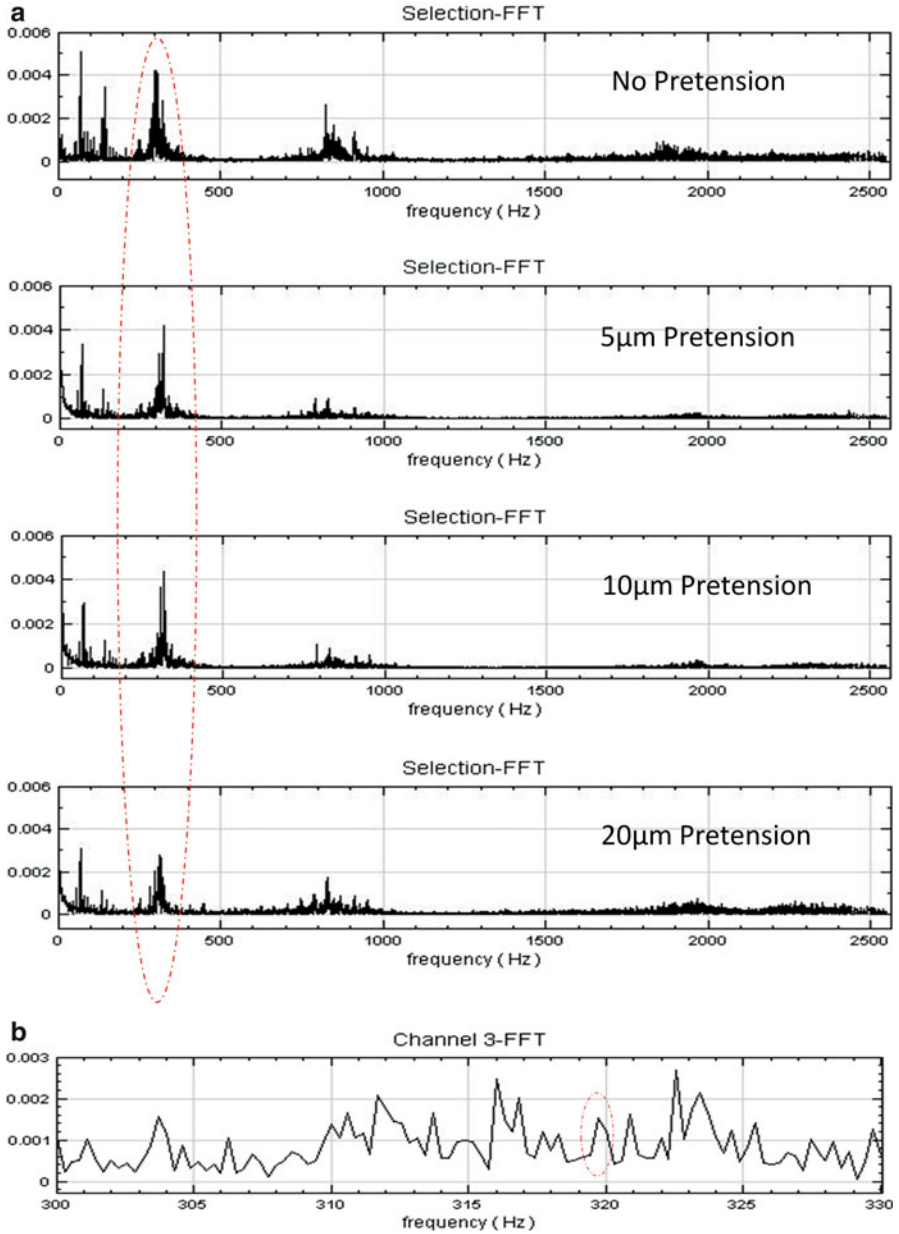 a
Selection-FFT
0.006
0.004
0.002
0
No Pretension
0 500 1000 1500 2000 2500
frequency ( Hz )
Selection-FFT
0.006
0.004
0.002
0
5μm Pretension
0 500 1000 1500 2000 2500
frequency ( Hz )
Selection-FFT
0.006
0.004
0.002
0
10μm Pretension
0 500 1000 1500 2000 2500
frequency ( Hz )
Selection-FFT
0.006
0.004
0.002
0
20μm Pretension
0 500 1000 1500 2000 2500
frequency ( Hz )
b
Channel 3-FFT
0.003
0.002
0.001
0
300 305 310 315 320 325 330
frequency ( Hz )